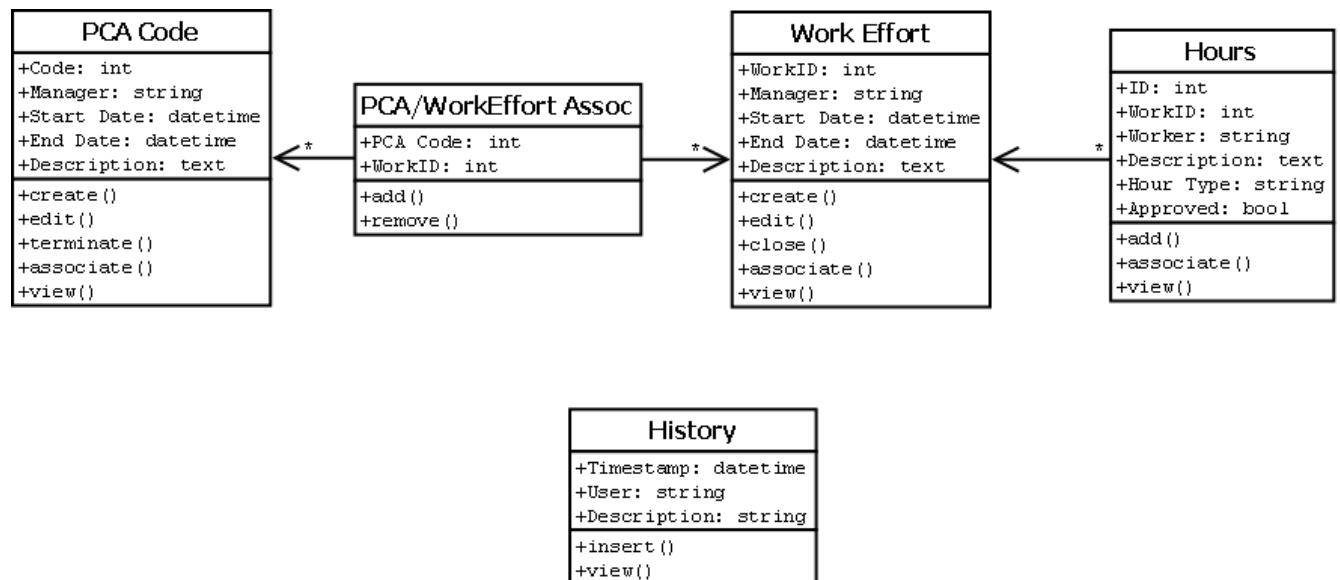 PCA Code
+Code: int
+Manager: string
+Start Date: datetime
+End Date: datetime
+Description: text
+create()
+edit()
+terminate()
+associate()
+view()
*
PCA/WorkEffort Assoc
+PCA Code: int
+WorkID: int
+add()
+remove()
*
Work Effort
+WorkID: int
+Manager: string
+Start Date: datetime
+End Date: datetime
+Description: text
+create()
+edit()
+close()
+associate()
+view()
*
Hours
+ID: int
+WorkID: int
+Worker: string
+Description: text
+Hour Type: string
+Approved: bool
+add()
+associate()
+view()
History
+Timestamp: datetime
+User: string
+Description: string
+insert()
+view()